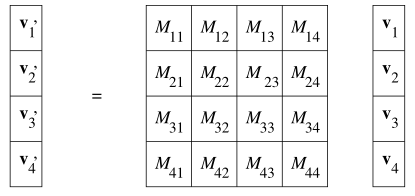 v1’ M11 M12 M13 M14 v1
v2’ M21 M22 M23 M24 v2
=
v3’ M31 M32 M33 M34 v3
v4’ M41 M42 M43 M44 v4